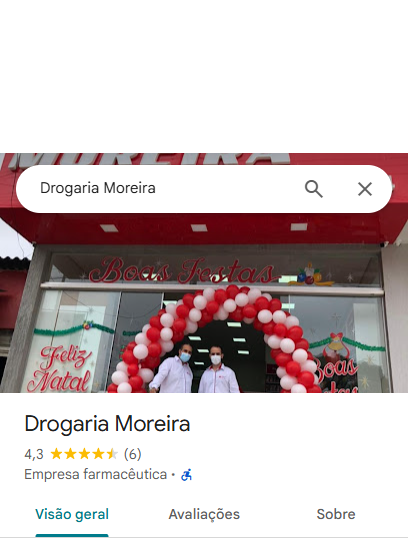 MOREIRA
Drogaria Moreira
Boas Festas
Feliz
Natal
Boas
Drogaria Moreira
4,3 (6)
Empresa farmacêutica ·
Visão geral Avaliações Sobre